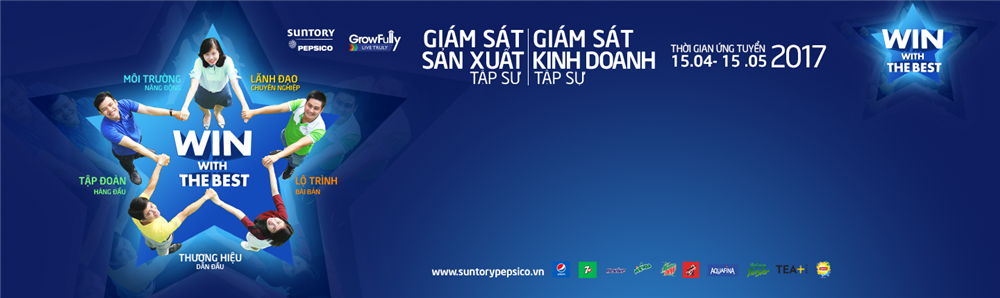 SUNTORY
PEPSICO
GrowFully
LIVE TRULY
GIÁM SÁT
SẢN XUẤT
TẬP SỰ
GIÁM SÁT
KINH DOANH
TẬP SỰ
THỜI GIAN ỨNG TUYỂN
15.04- 15 .05 2017
WIN
WITH
THE BEST
MÔI TRƯỜNG
NĂNG ĐỘNG
LÃNH ĐẠO
CHUYÊN NGHIỆP
WIN
WITH
THE BEST
TẬP ĐOÀN
HÀNG ĐẦU
LỘ TRÌNH
BÀI BẢN
THƯƠNG HIỆU
DẪN ĐẦU
www.suntorypepsico.vn
pepsi
7
AQUAFINA
TEA+